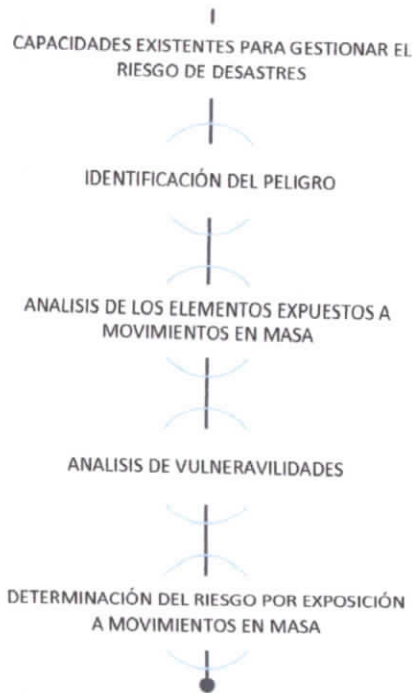 CAPACIDADES EXISTENTES PARA GESTIONAR EL
RIESGO DE DESASTRES
IDENTIFICACIÓN DEL PELIGRO
ANALISIS DE LOS ELEMENTOS EXPUESTOS A
MOVIMIENTOS EN MASA
ANALISIS DE VULNERAVILIDADES
DETERMINACIÓN DEL RIESGO POR EXPOSICIÓN
A MOVIMIENTOS EN MASA